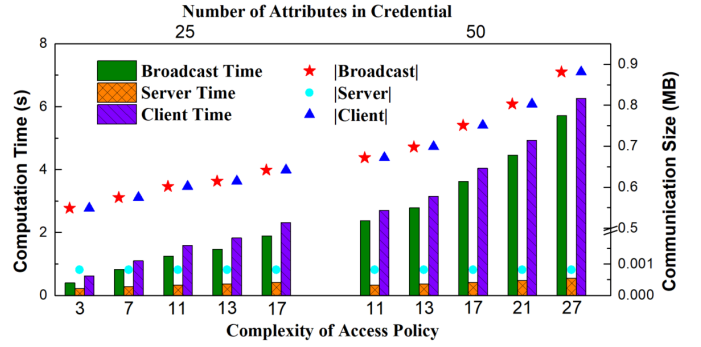 Number of Attributes in Credential
25 50
8
6
4
2
0
Computation Time (s)
Broadcast Time
Server Time
Client Time
|Broadcast|
|Server|
|Client|
0.9
0.8
0.7
0.6
0.5
0.001
0.000
Communication Size (MB)
3 7 11 13 17 11 13 17 21 27
Complexity of Access Policy